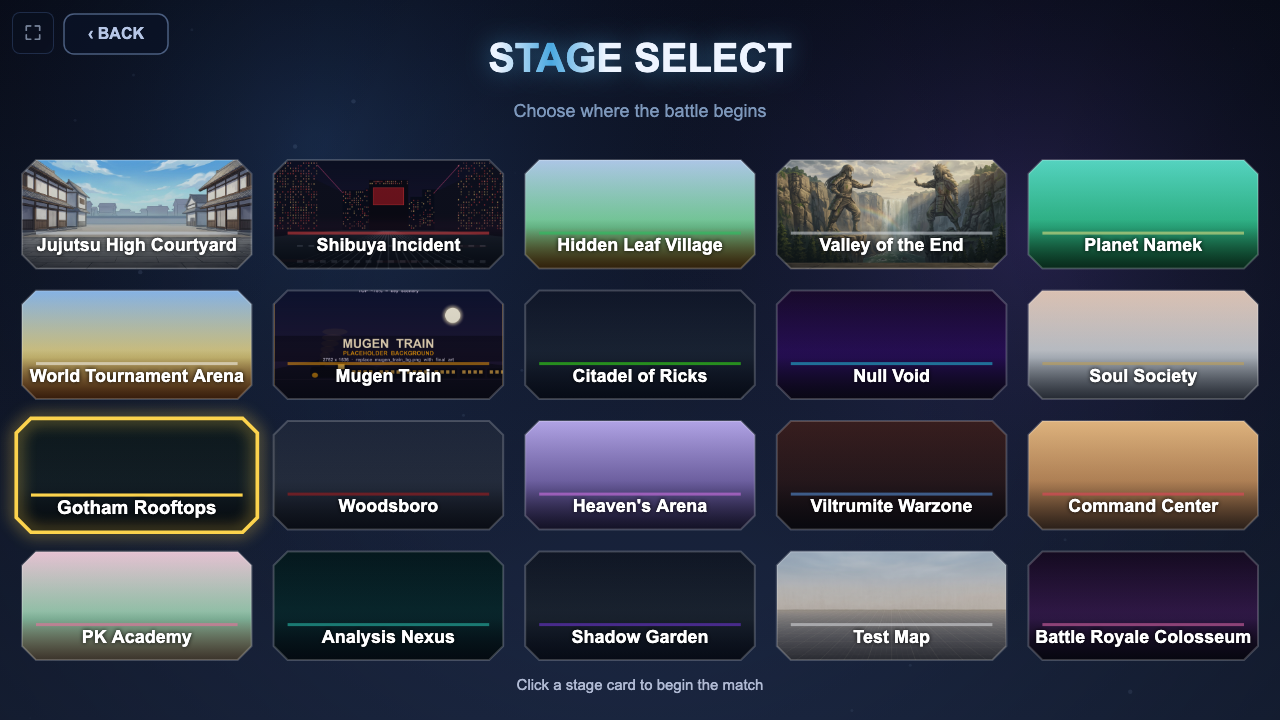 ‹ BACK
STAGE SELECT
Choose where the battle begins
Jujutsu High Courtyard
Shibuya Incident
Hidden Leaf Village
Valley of the End
Planet Namek
World Tournament Arena
MUGEN TRAIN
PLACEHOLDER BACKGROUND
Mugen Train
Citadel of Ricks
Null Void
Soul Society
Gotham Rooftops
Woodsboro
Heaven's Arena
Viltrumite Warzone
Command Center
PK Academy
Analysis Nexus
Shadow Garden
Test Map
Battle Royale Colosseum
Click a stage card to begin the match